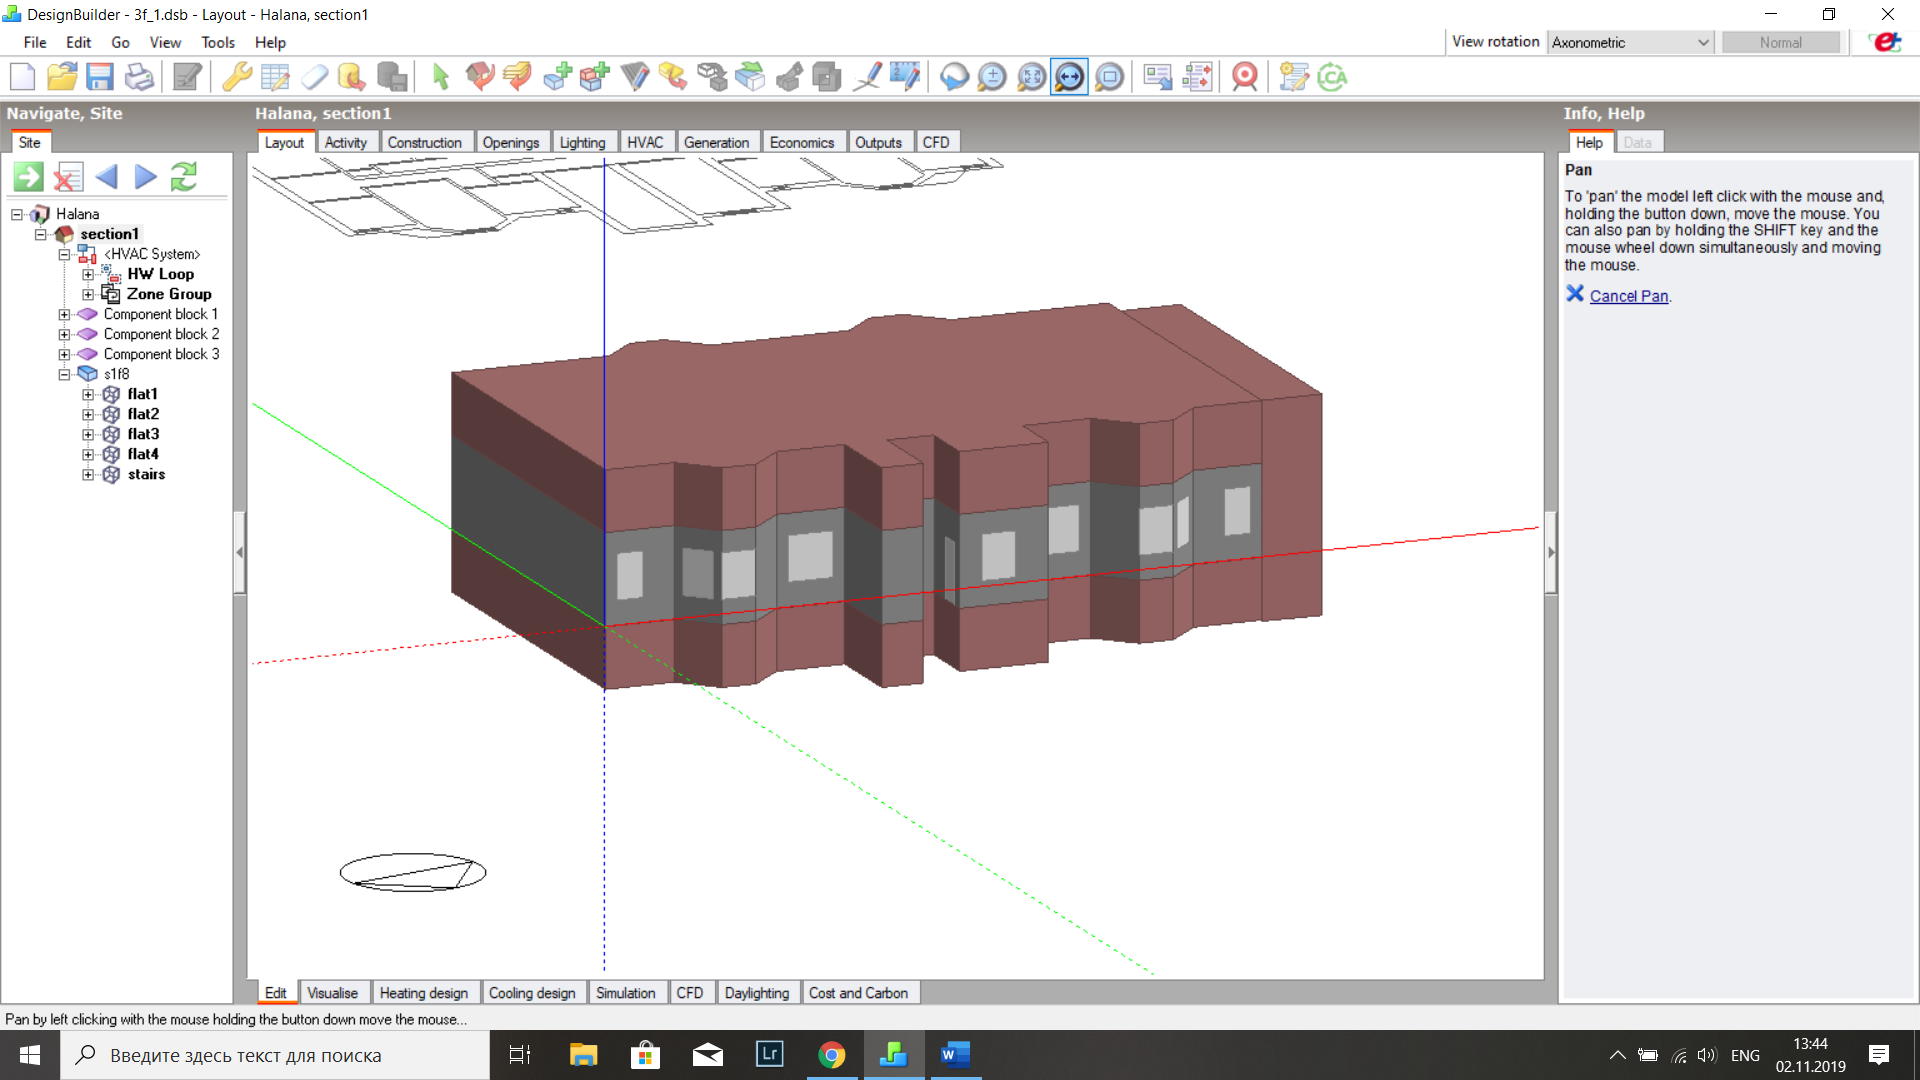 DesignBuilder - 3f_1.dsb - Layout - Halana, section1
File Edit Go View Tools Help
View rotation Axonometric Normal
Navigate, Site
Site
Halana
section1
<HVAC System>
HW Loop
Zone Group
Component block 1
Component block 2
Component block 3
s1f8
flat1
flat2
flat3
flat4
stairs
Halana, section1
Layout Activity Construction Openings Lighting HVAC Generation Economics Outputs CFD
Edit Visualise Heating design Cooling design Simulation CFD Daylighting Cost and Carbon
Info, Help
Help Data
Pan
To 'pan' the model left click with the mouse and,
holding the button down, move the mouse. You
can also pan by holding the SHIFT key and the
mouse wheel down simultaneously and moving
the mouse.
Cancel Pan.
Pan by left clicking with the mouse holding the button down move the mouse...
Введите здесь текст для поиска
Lr
W
ENG
13:44
02.11.2019